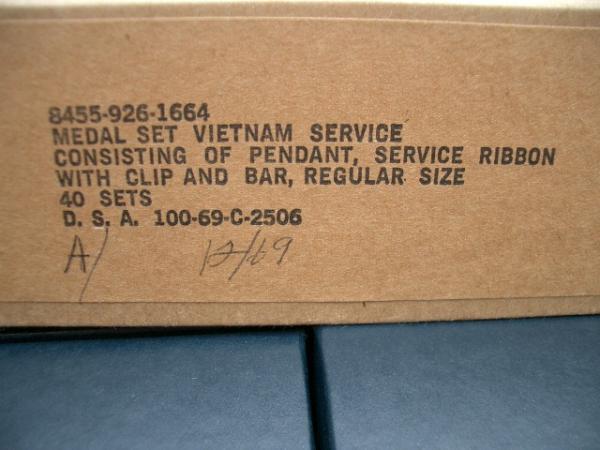 8455-926-1664
MEDAL SET VIETNAM SERVICE
CONSISTING OF PENDANT, SERVICE RIBBON
WITH CLIP AND BAR, REGULAR SIZE
40 SETS
D. S. A. 100-69-C-2506
A/ 12/69